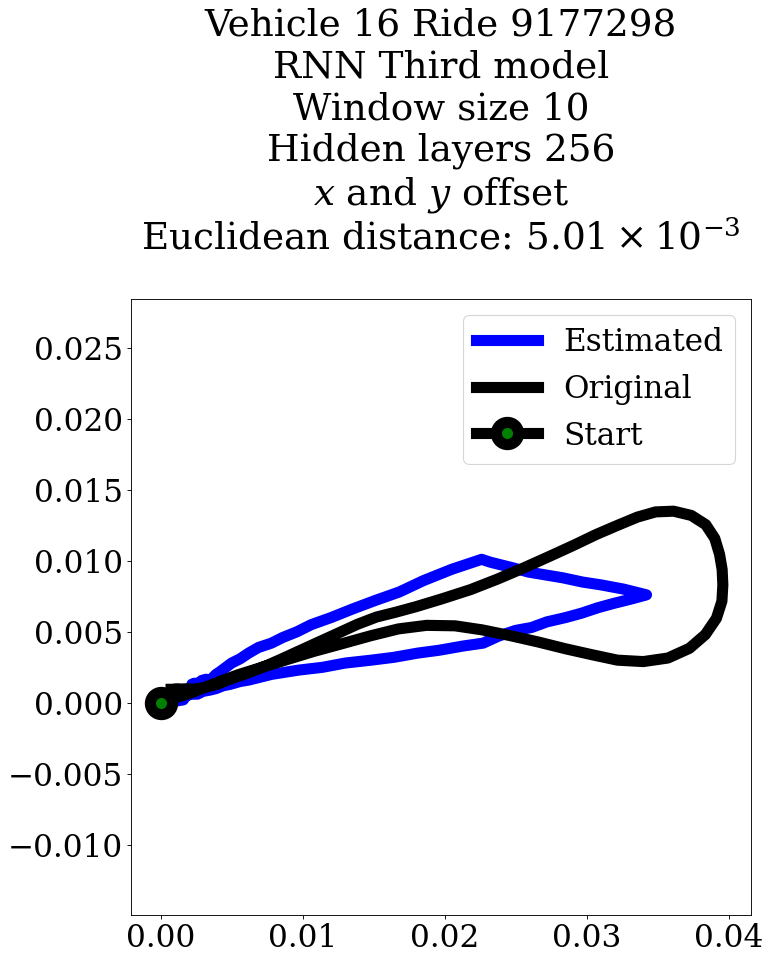 Vehicle 16 Ride 9177298
RNN Third model
Window size 10
Hidden layers 256
x and y offset
Euclidean distance: 5.01 × 10⁻³
Estimated
Original
Start
0.025
0.020
0.015
0.010
0.005
0.000
−0.005
−0.010
0.00 0.01 0.02 0.03 0.04